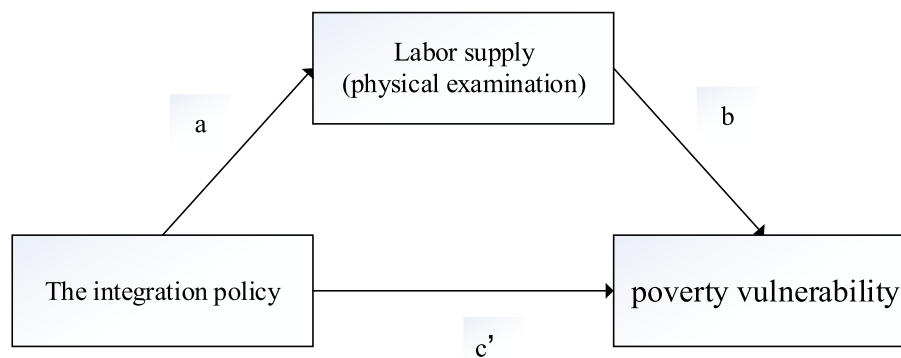 Labor supply
(physical examination)
a
b
The integration policy
poverty vulnerability
c’